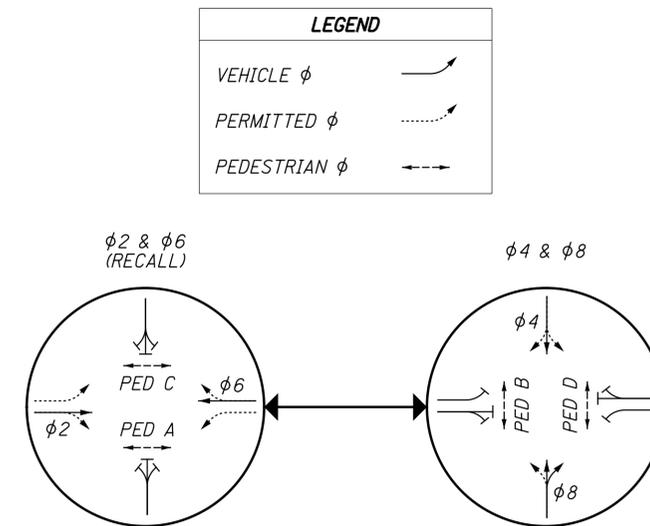 LEGEND
VEHICLE ϕ
PERMITTED ϕ
PEDESTRIAN ϕ
ϕ2 & ϕ6
(RECALL)
ϕ4 & ϕ8
PED C
ϕ6
ϕ2
PED A
ϕ4
PED B
PED D
ϕ8